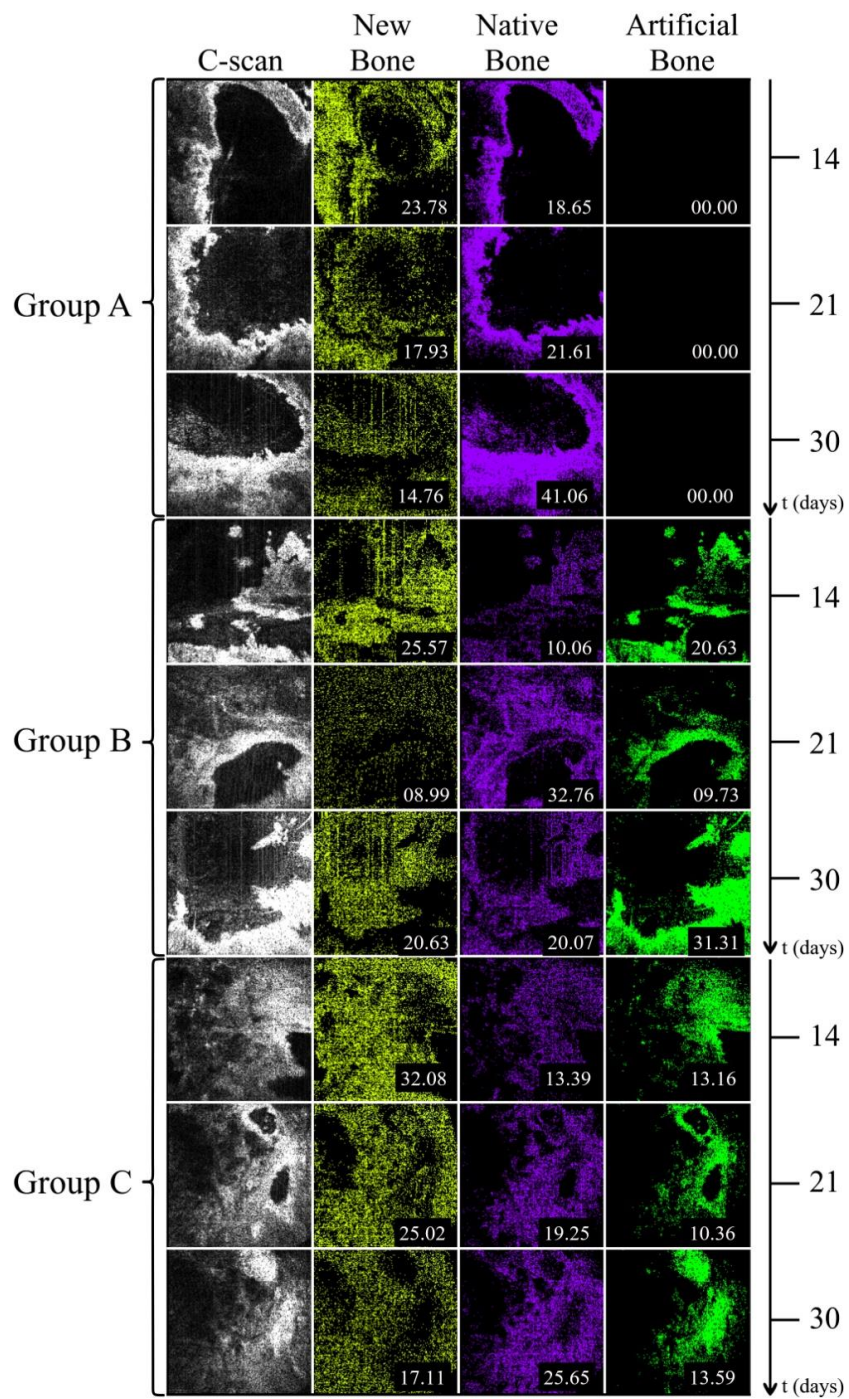 C-scan New Bone Native Bone Artificial Bone
Group A
23.78 18.65 00.00 14
17.93 21.61 00.00 21
14.76 41.06 00.00 30
t (days)
Group B
25.57 10.06 20.63 14
08.99 32.76 09.73 21
20.63 20.07 31.31 30
t (days)
Group C
32.08 13.39 13.16 14
25.02 19.25 10.36 21
17.11 25.65 13.59 30
t (days)